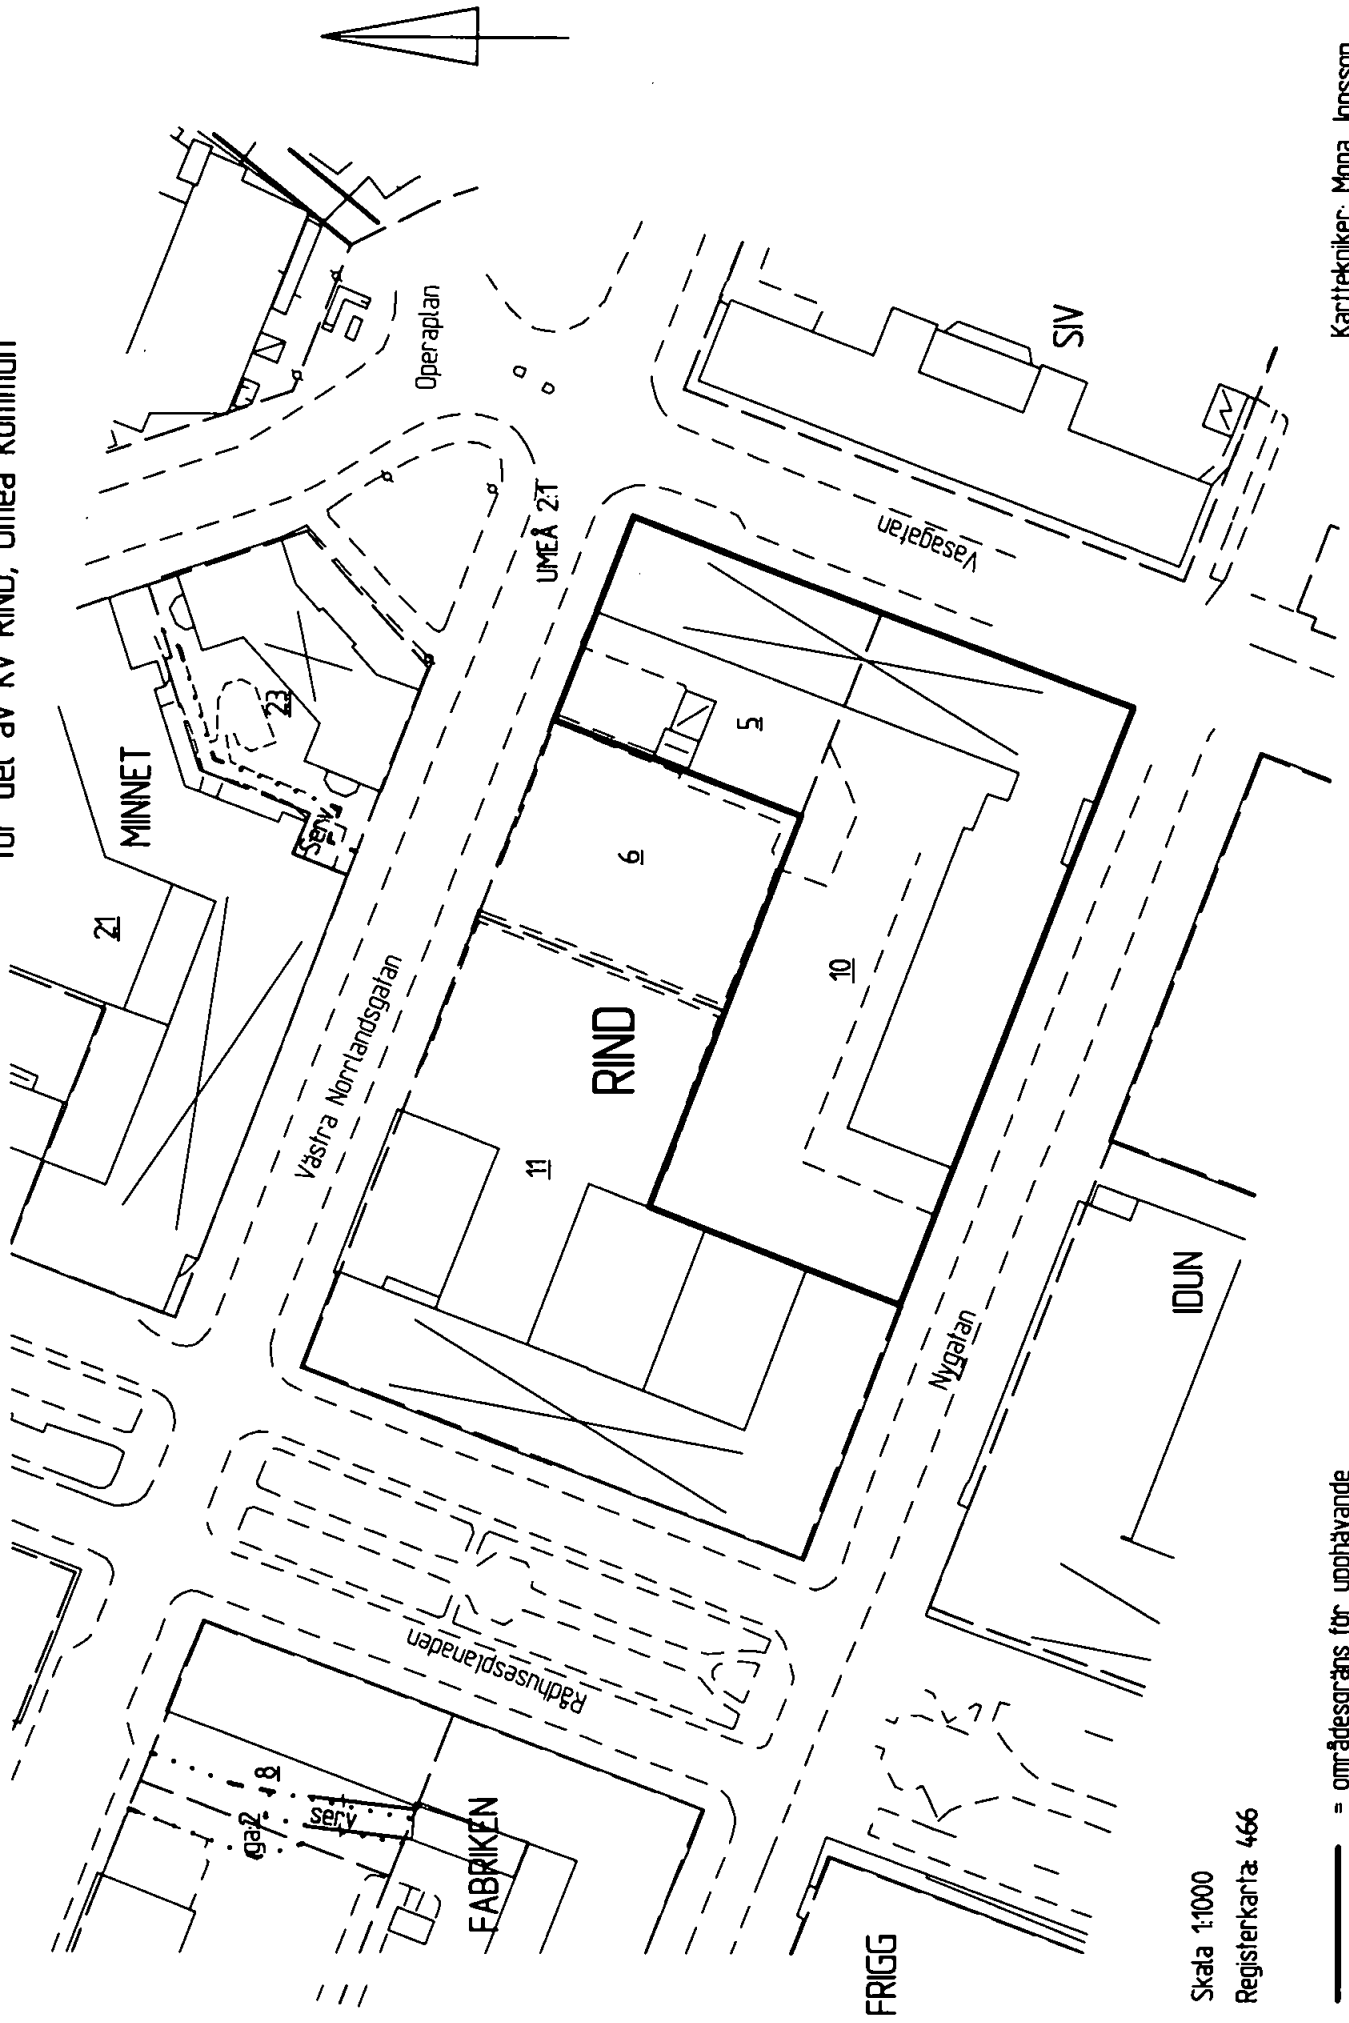 för del av kv RIND, Umeå kommun
MINNET
21
23
Serv
Operaplan
UMEÅ 2:1
Västra Norrlandsgatan
Vasagatan
SIV
5
6
10
11
RIND
Nygatan
IDUN
Rådhusesplanaden
8
ga:2
serv
FABRIKEN
FRIGG
Skala 1:1000
Registerkarta: 466
= områdesgräns för upphävande
Karttekniker: Mona Jonsson